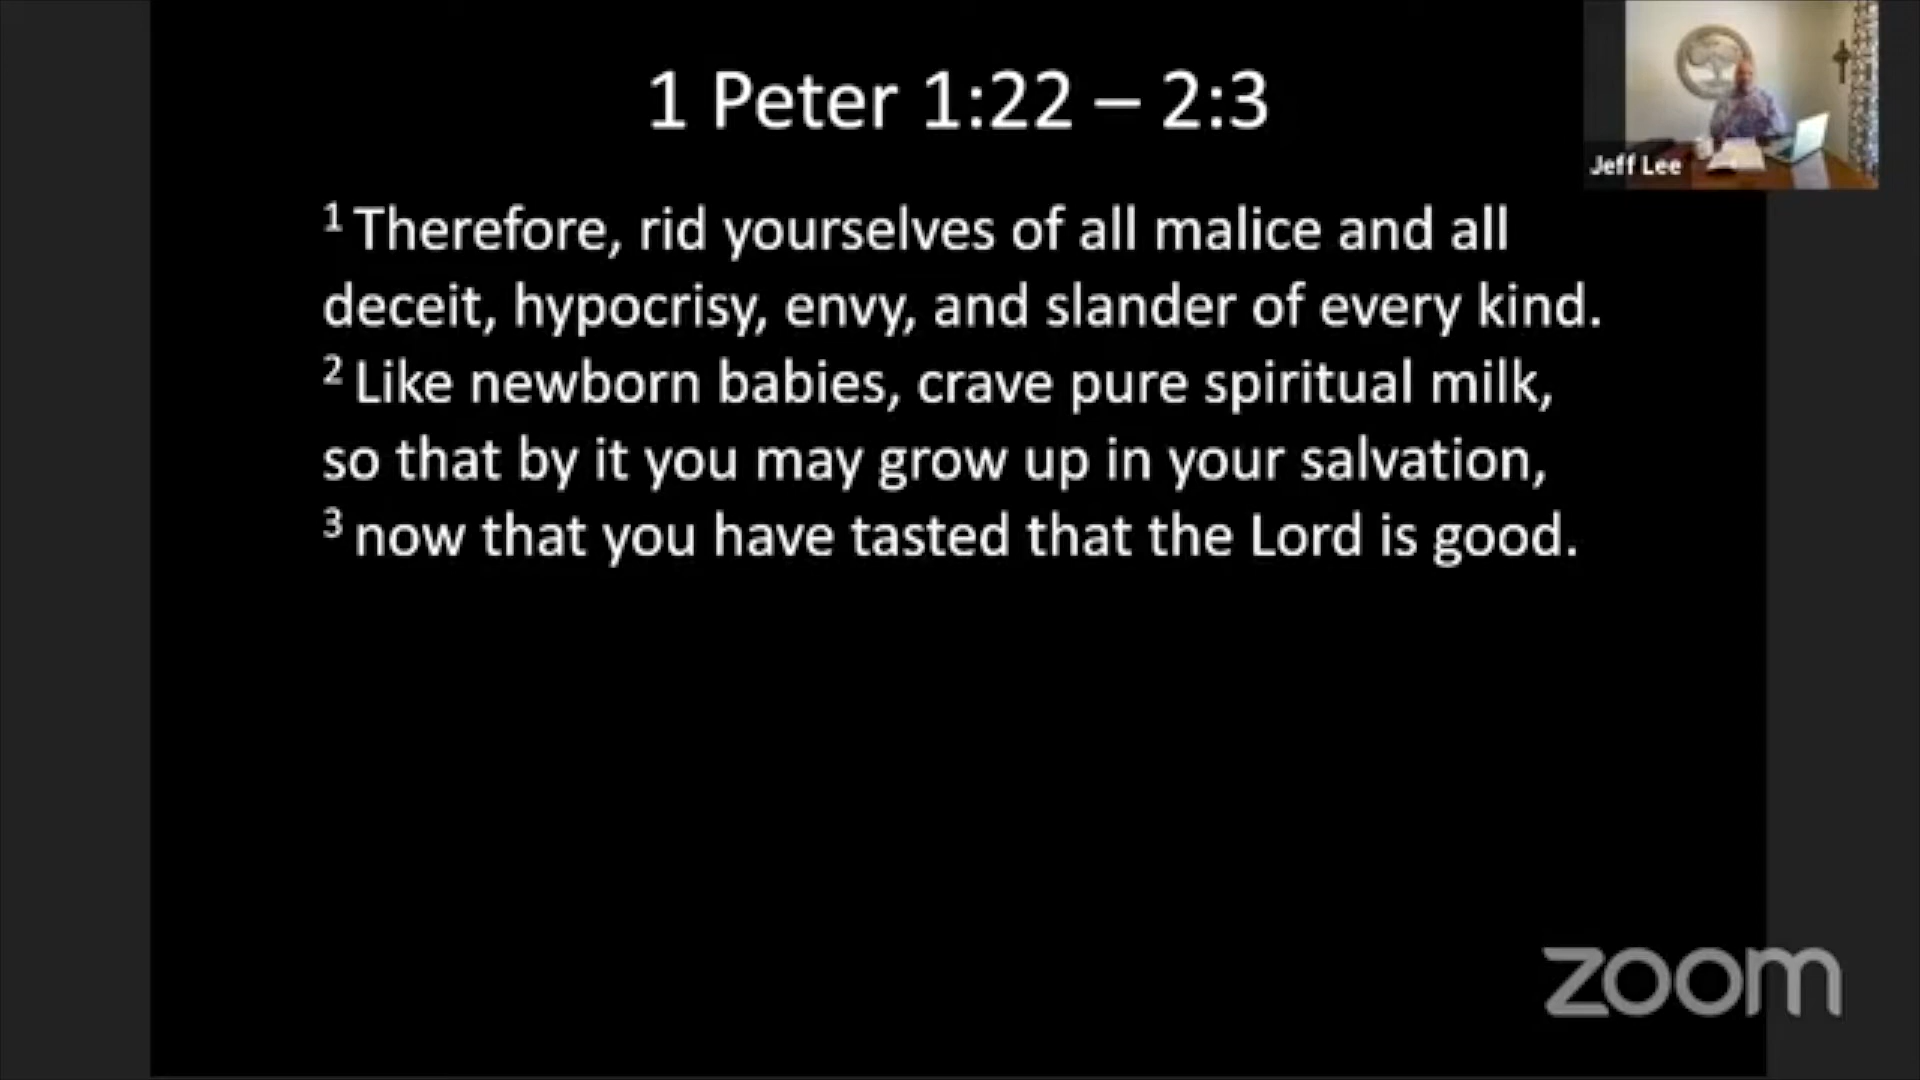 1 Peter 1:22 – 2:3
Jeff Lee
1 Therefore, rid yourselves of all malice and all
deceit, hypocrisy, envy, and slander of every kind.
2 Like newborn babies, crave pure spiritual milk,
so that by it you may grow up in your salvation,
3 now that you have tasted that the Lord is good.
zoom